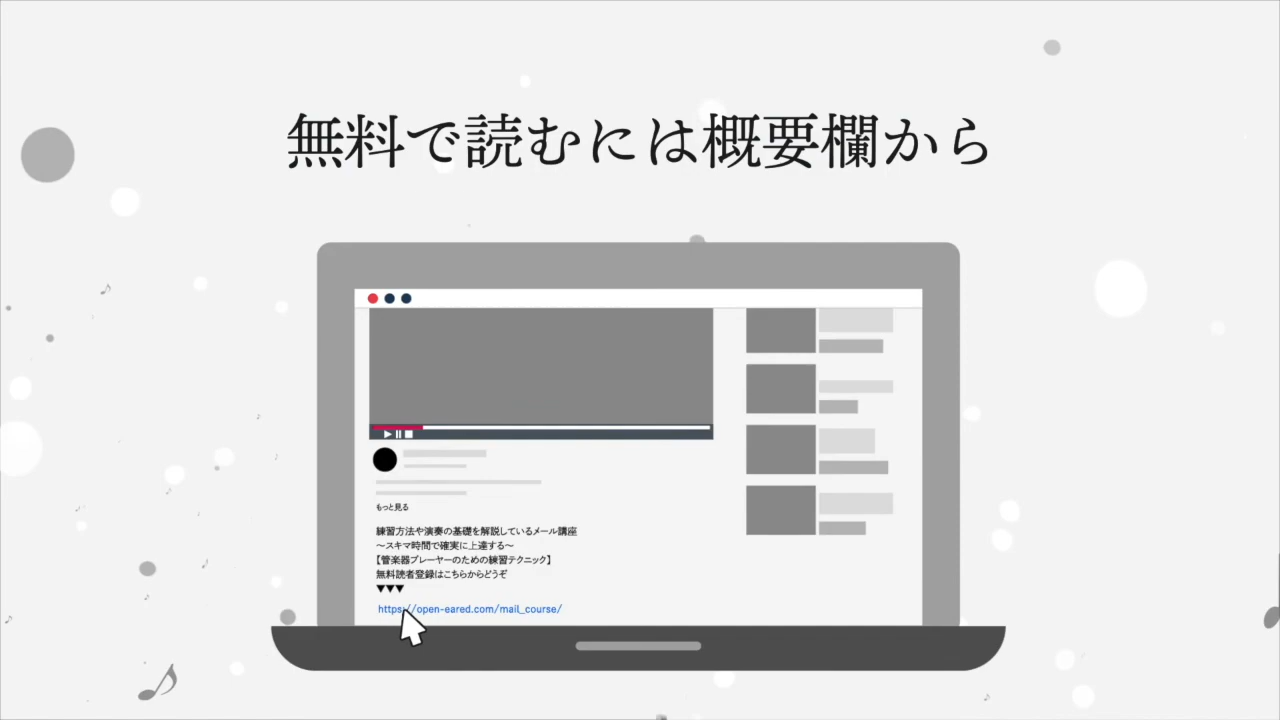 無料で読むには概要欄から
もっと見る
練習方法や演奏の基礎を解説しているメール講座
〜スキマ時間で確実に上達する〜
【管楽器プレーヤーのための練習テクニック】
無料読者登録はこちらからどうぞ
▼▼▼
https://open-eared.com/mail_course/